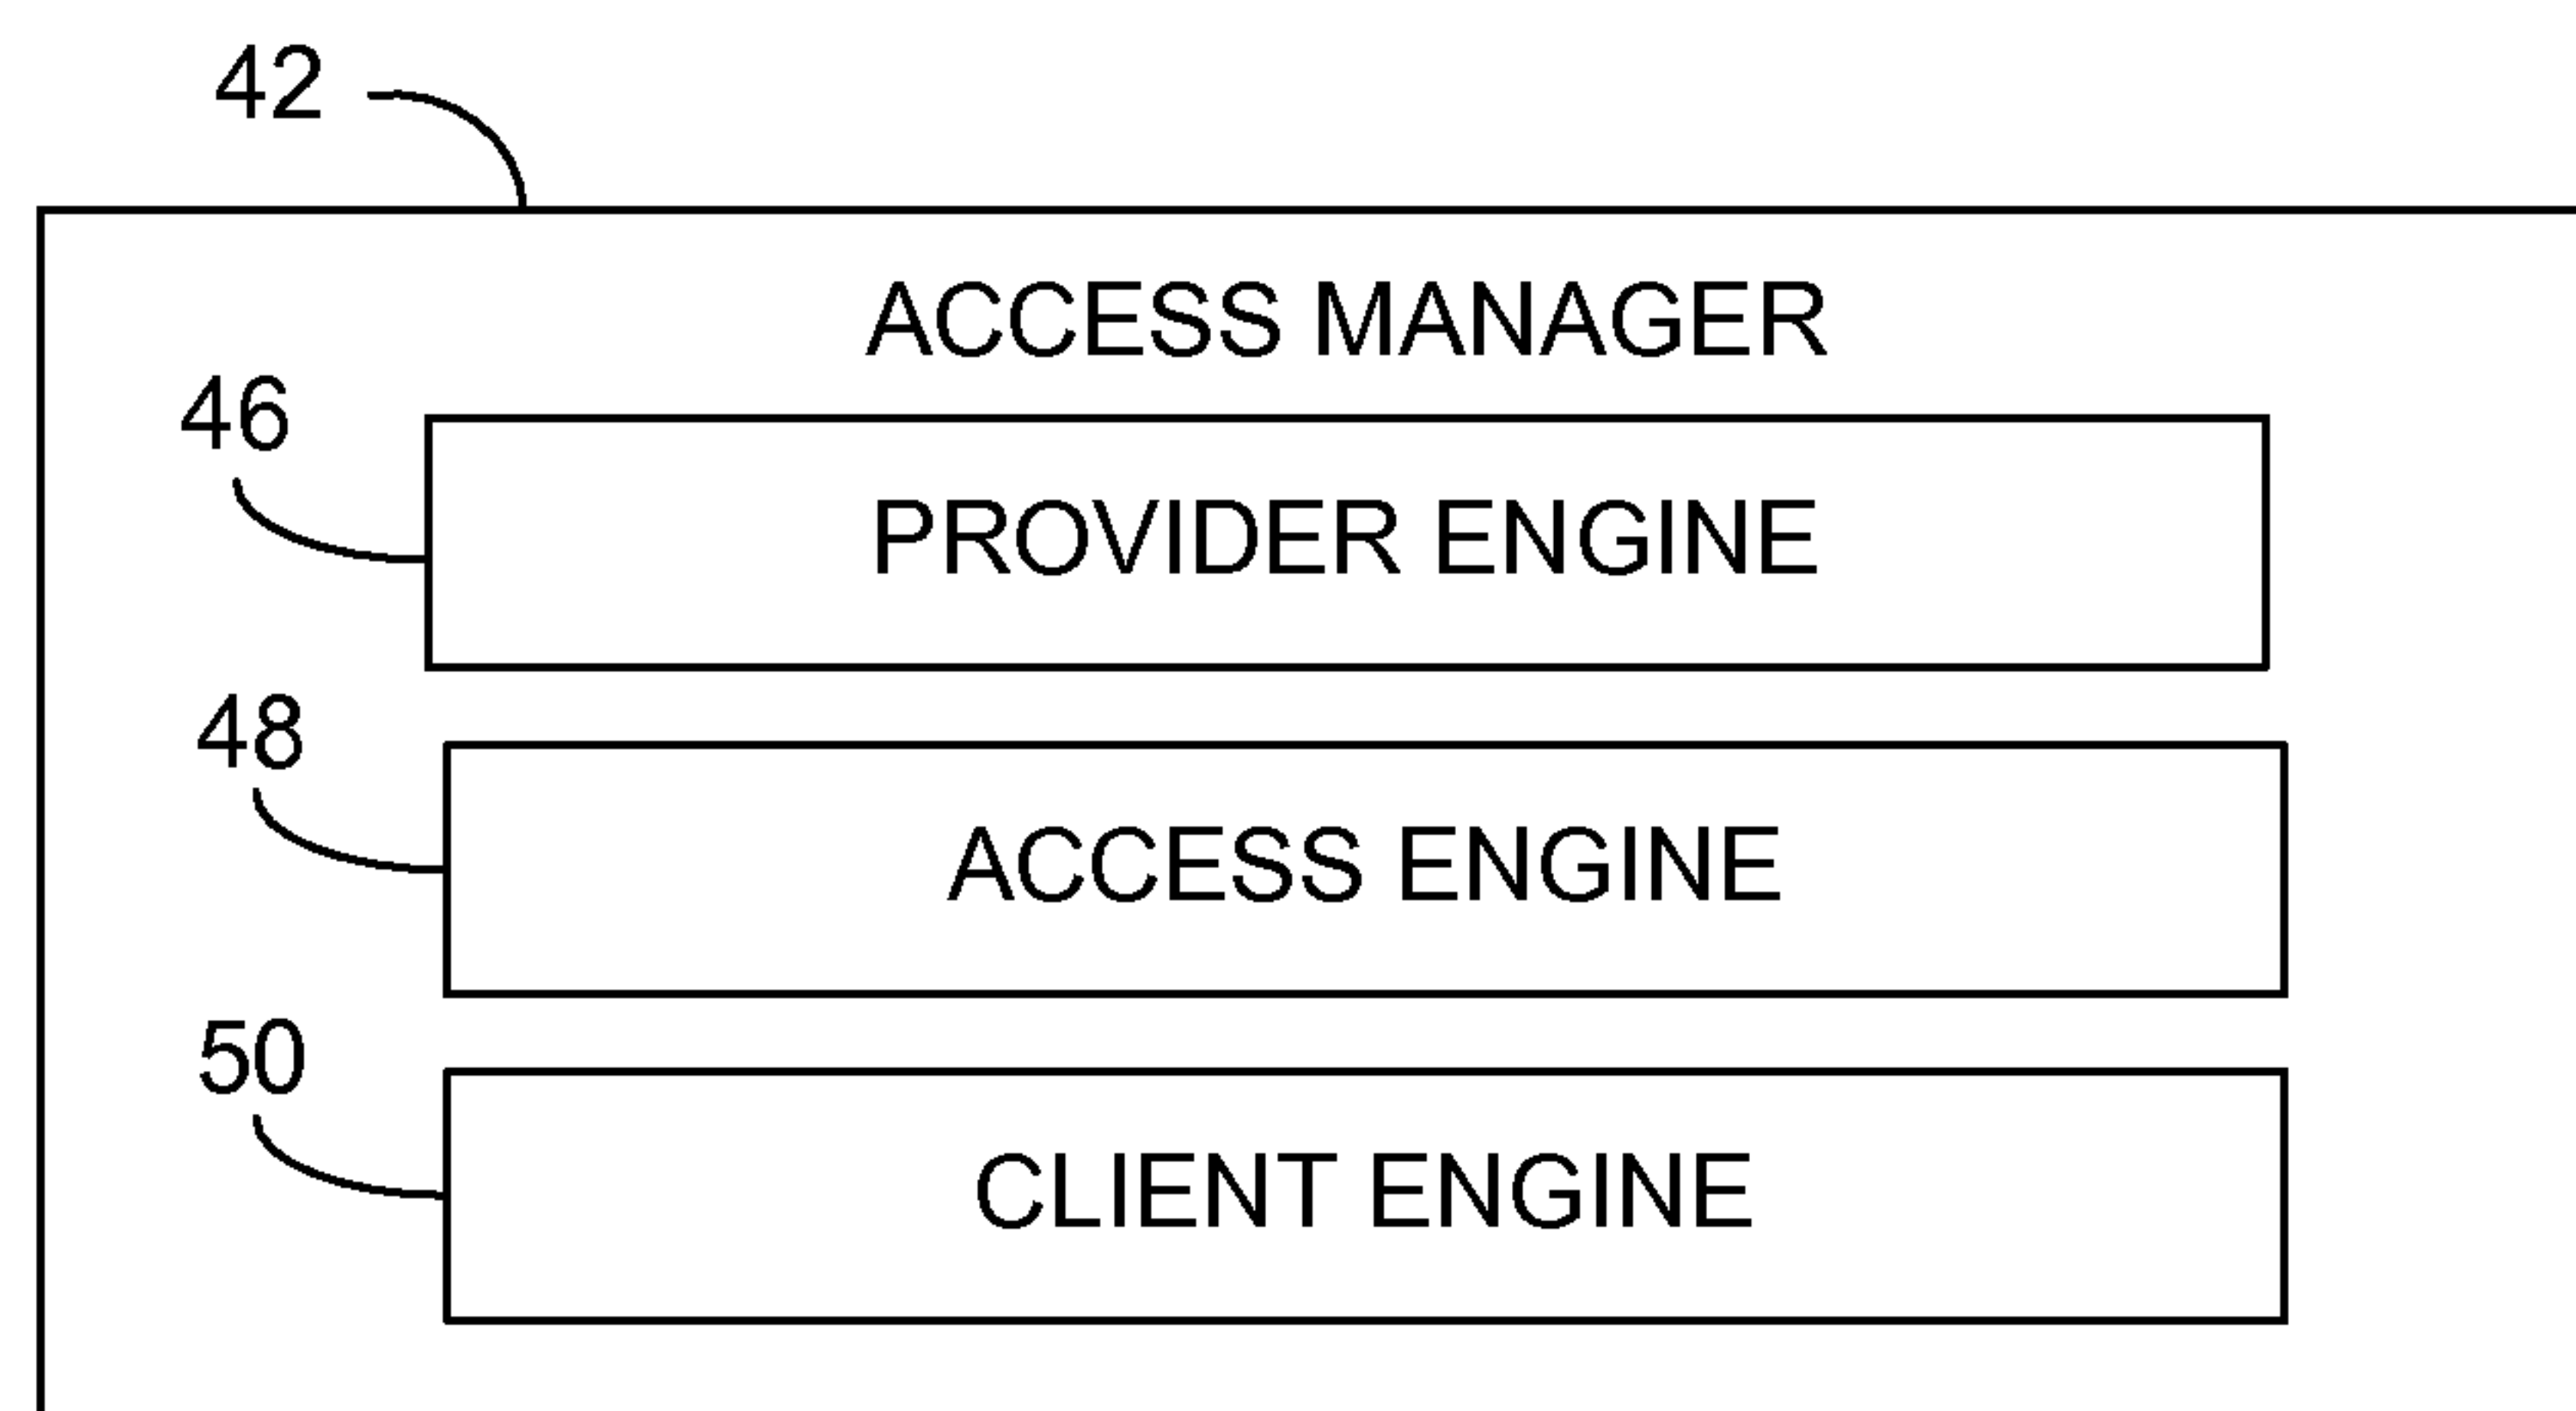 42
ACCESS MANAGER
46
PROVIDER ENGINE
48
ACCESS ENGINE
50
CLIENT ENGINE